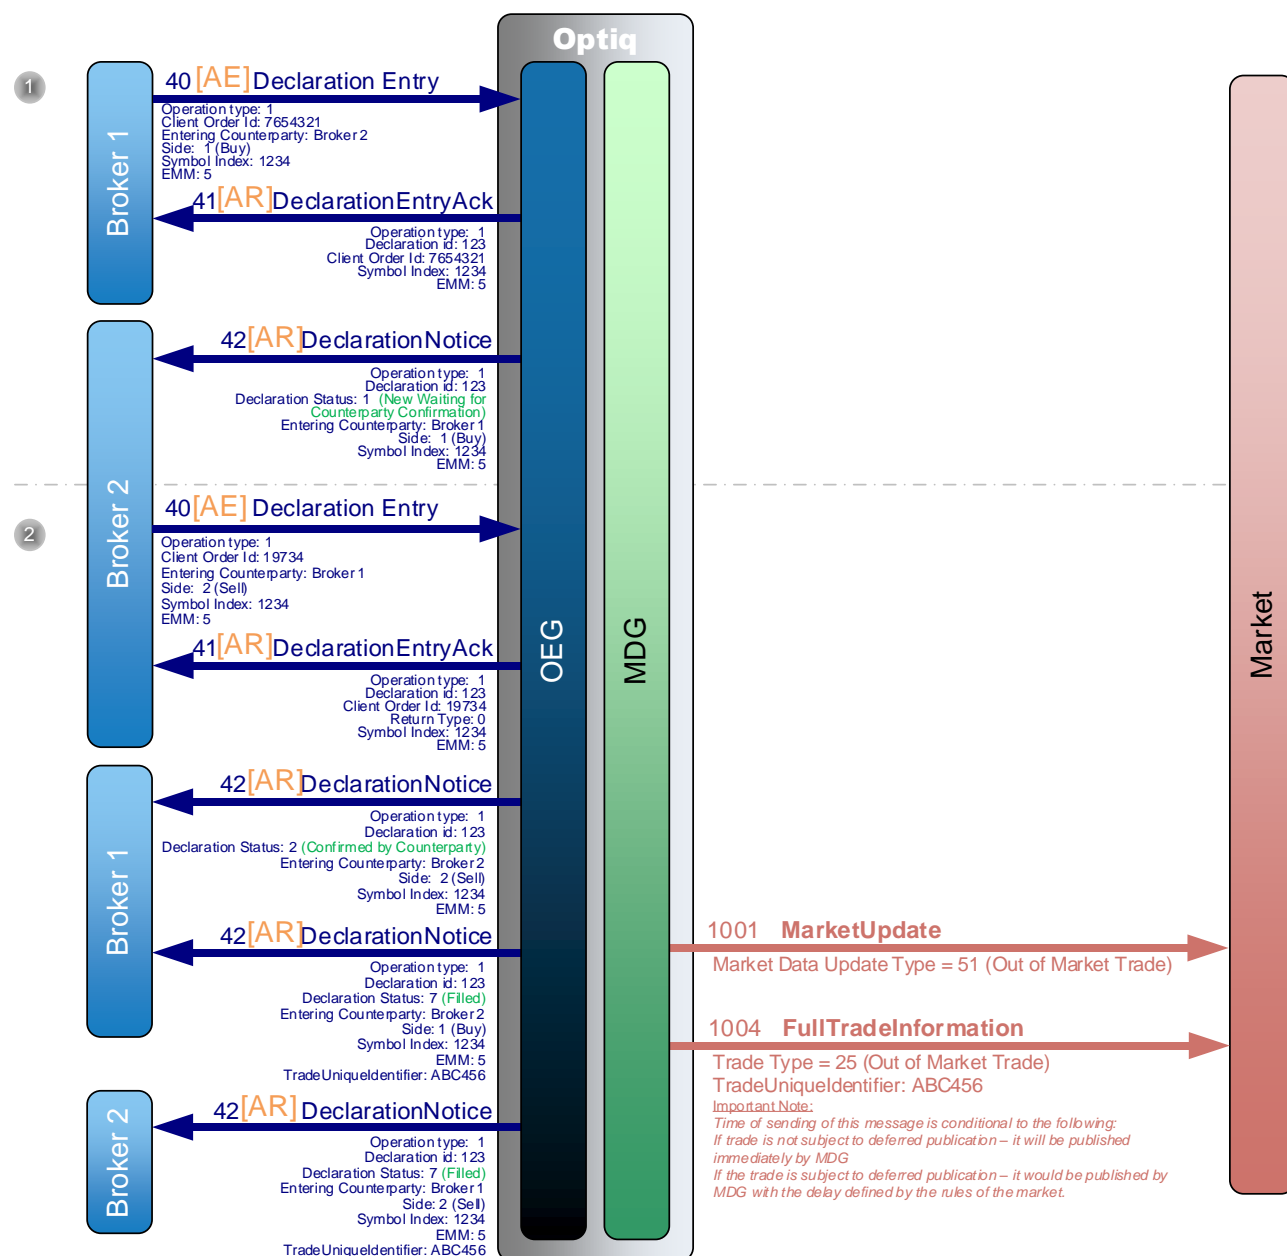 Optiq
1
Broker 1
40 [AE] Declaration Entry
Operation type: 1
Client Order Id: 7654321
Entering Counterparty: Broker 2
Side: 1 (Buy)
Symbol Index: 1234
EMM: 5
41 [AR] DeclarationEntryAck
Operation type: 1
Declaration id: 123
Client Order Id: 7654321
Symbol Index: 1234
EMM: 5
Broker 2
42 [AR] DeclarationNotice
Operation type: 1
Declaration id: 123
Declaration Status: 1 (New Waiting for
Counterparty Confirmation)
Entering Counterparty: Broker 1
Side: 1 (Buy)
Symbol Index: 1234
EMM: 5
2
40 [AE] Declaration Entry
Operation type: 1
Client Order Id: 19734
Entering Counterparty: Broker 1
Side: 2 (Sell)
Symbol Index: 1234
EMM: 5
41 [AR] DeclarationEntryAck
Operation type: 1
Declaration id: 123
Client Order Id: 19734
Return Type: 0
Symbol Index: 1234
EMM: 5
OEG
MDG
Market
Broker 1
42 [AR] DeclarationNotice
Operation type: 1
Declaration id: 123
Declaration Status: 2 (Confirmed by Counterparty)
Entering Counterparty: Broker 2
Side: 2 (Sell)
Symbol Index: 1234
EMM: 5
42 [AR] DeclarationNotice
Operation type: 1
Declaration id: 123
Declaration Status: 7 (Filled)
Entering Counterparty: Broker 2
Side: 1 (Buy)
Symbol Index: 1234
EMM: 5
TradeUniqueIdentifier: ABC456
1001 MarketUpdate
Market Data Update Type = 51 (Out of Market Trade)
1004 FullTradeInformation
Trade Type = 25 (Out of Market Trade)
TradeUniqueIdentifier: ABC456
Important Note:
Time of sending of this message is conditional to the following:
If trade is not subject to deferred publication – it will be published
immediately by MDG
If the trade is subject to deferred publication – it would be published by
MDG with the delay defined by the rules of the market.
Broker 2
42 [AR] DeclarationNotice
Operation type: 1
Declaration id: 123
Declaration Status: 7 (Filled)
Entering Counterparty: Broker 1
Side: 2 (Sell)
Symbol Index: 1234
EMM: 5
TradeUniqueIdentifier: ABC456